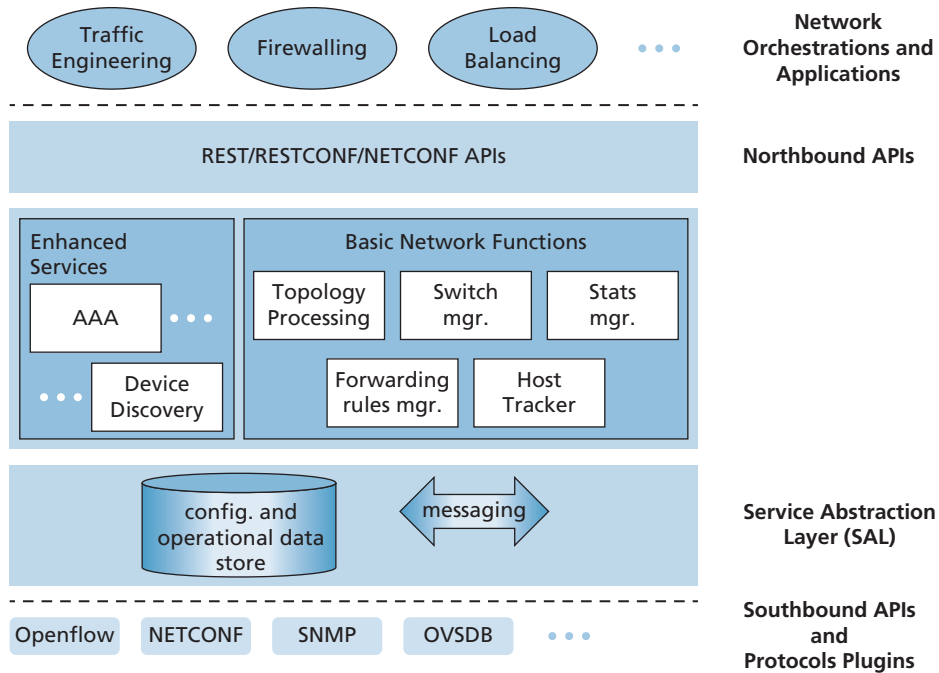 Traffic
Engineering
Firewalling
Load
Balancing
Network
Orchestrations and
Applications
REST/RESTCONF/NETCONF APIs
Northbound APIs
Enhanced
Services
AAA
Device
Discovery
Basic Network Functions
Topology
Processing
Switch
mgr.
Stats
mgr.
Forwarding
rules mgr.
Host
Tracker
config. and
operational data
store
messaging
Service Abstraction
Layer (SAL)
Openflow
NETCONF
SNMP
OVSDB
Southbound APIs
and
Protocols Plugins